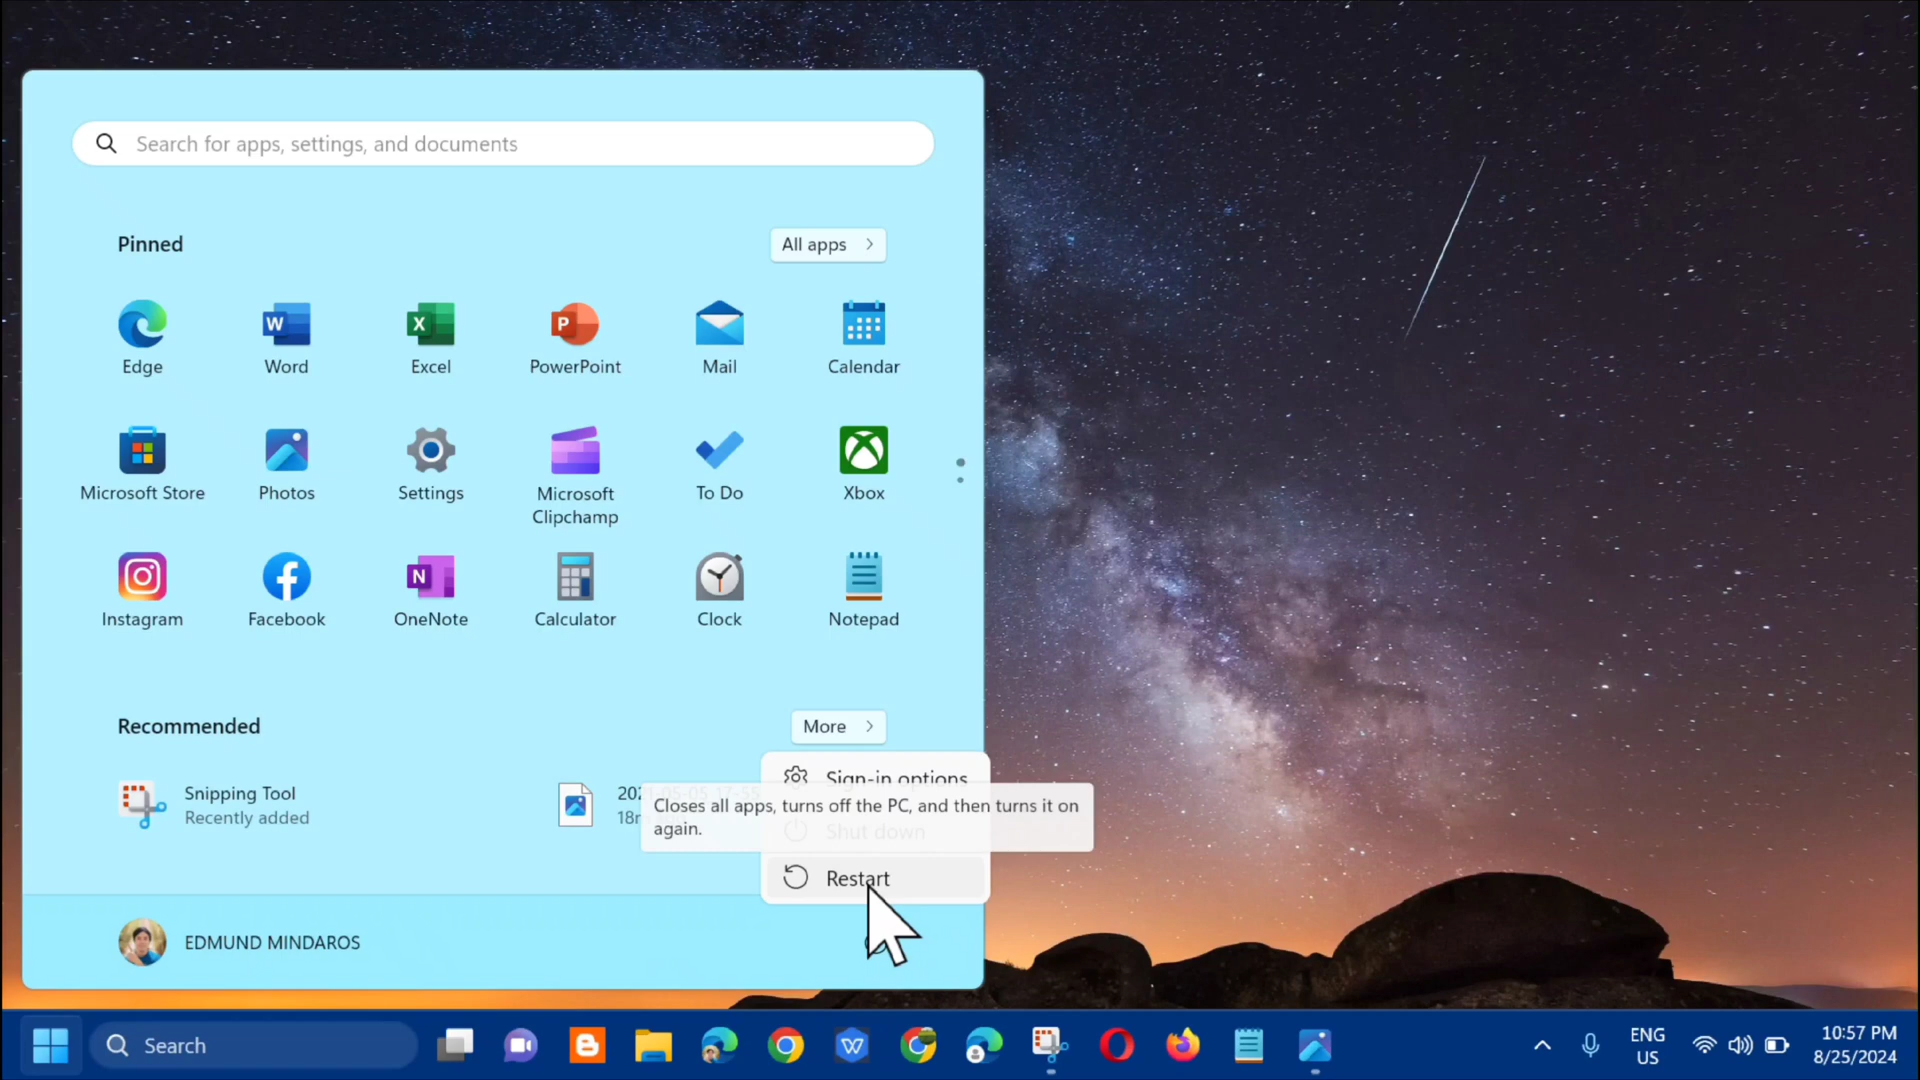 Search for apps, settings, and documents
Pinned
All apps
Edge
Word
Excel
PowerPoint
Mail
Calendar
Microsoft Store
Photos
Settings
Microsoft
Clipchamp
To Do
Xbox
Instagram
Facebook
OneNote
Calculator
Clock
Notepad
Recommended
More
Snipping Tool
Recently added
Sign-in options
Closes all apps, turns off the PC, and then turns it on
again.
Shut down
Restart
EDMUND MINDAROS
Search
ENG
US
10:57 PM
8/25/2024